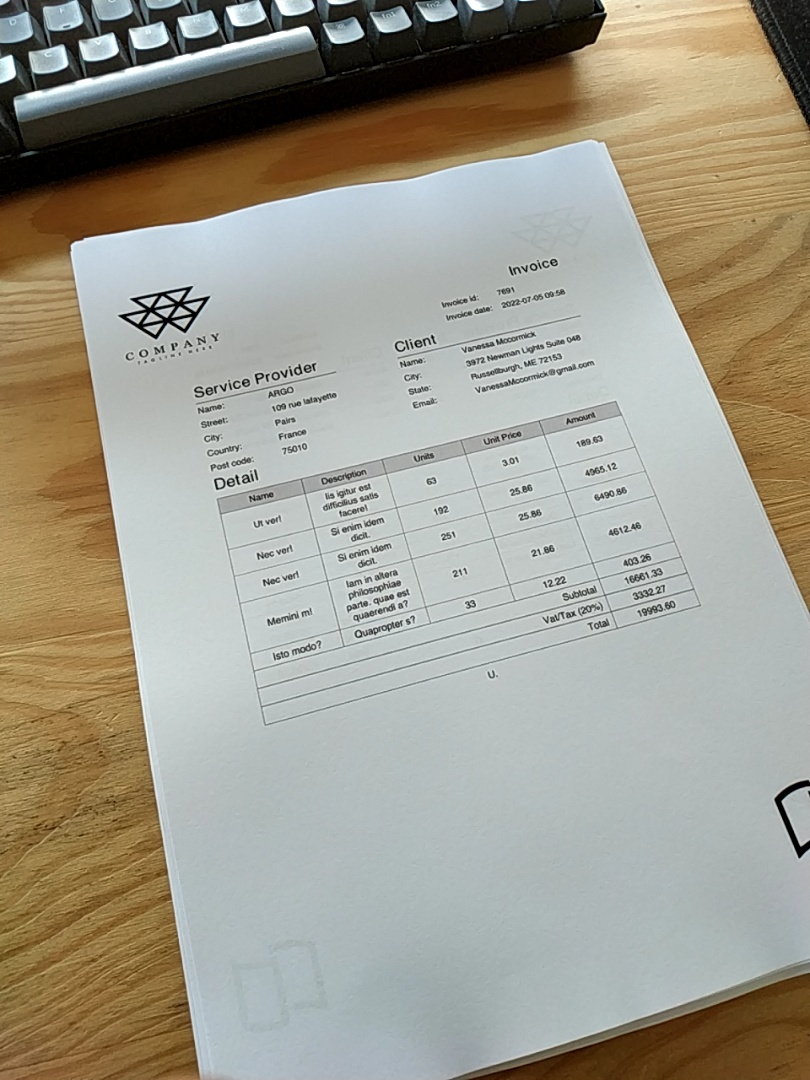 COMPANY
TAGLINE HERE
Invoice
Invoice id: 7691
Invoice date: 2022-07-05 09:58
Service Provider
Name: ARGO
Street: 109 rue lafayette
City: Pairs
Country: France
Post code: 75010
Client
Name: Vanessa Mccormick
City: 3972 Newman Lights Suite 048
State: Russellburgh, ME 72153
Email: VanessaMccormick@gmail.com
Detail
Name Description Units Unit Price Amount
Ut ver! Iis igitur est difficilius satis facere! 63 3.01 189.63
Nec ver! Si enim idem dicit. 192 25.86 4965.12
Nec ver! Si enim idem dicit. 251 25.86 6490.86
Memini m! Iam in altera philosophiae parte. quae est quaerendi a? 211 21.86 4612.46
Isto modo? Quapropter s? 33 12.22 403.26
Subtotal 16661.33
Vat/Tax (20%) 3332.27
Total 19993.60
U.